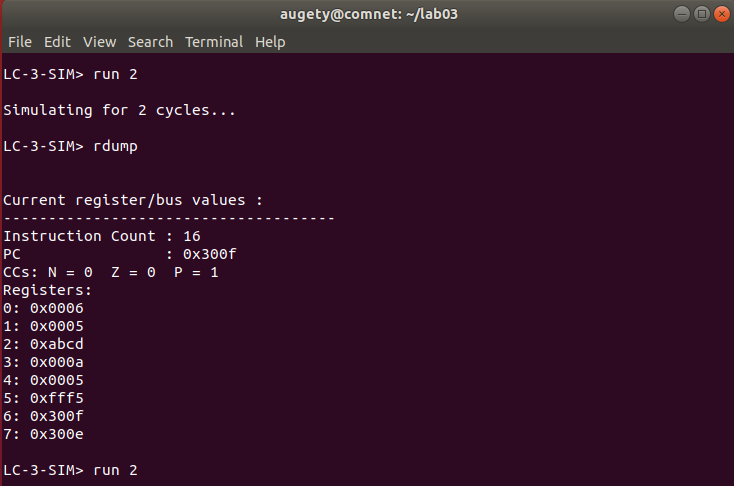 augety@comnet: ~/lab03
File Edit View Search Terminal Help
LC-3-SIM> run 2
Simulating for 2 cycles...
LC-3-SIM> rdump
Current register/bus values :
-------------------------------------
Instruction Count : 16
PC                : 0x300f
CCs: N = 0  Z = 0  P = 1
Registers:
0: 0x0006
1: 0x0005
2: 0xabcd
3: 0x000a
4: 0x0005
5: 0xfff5
6: 0x300f
7: 0x300e
LC-3-SIM> run 2